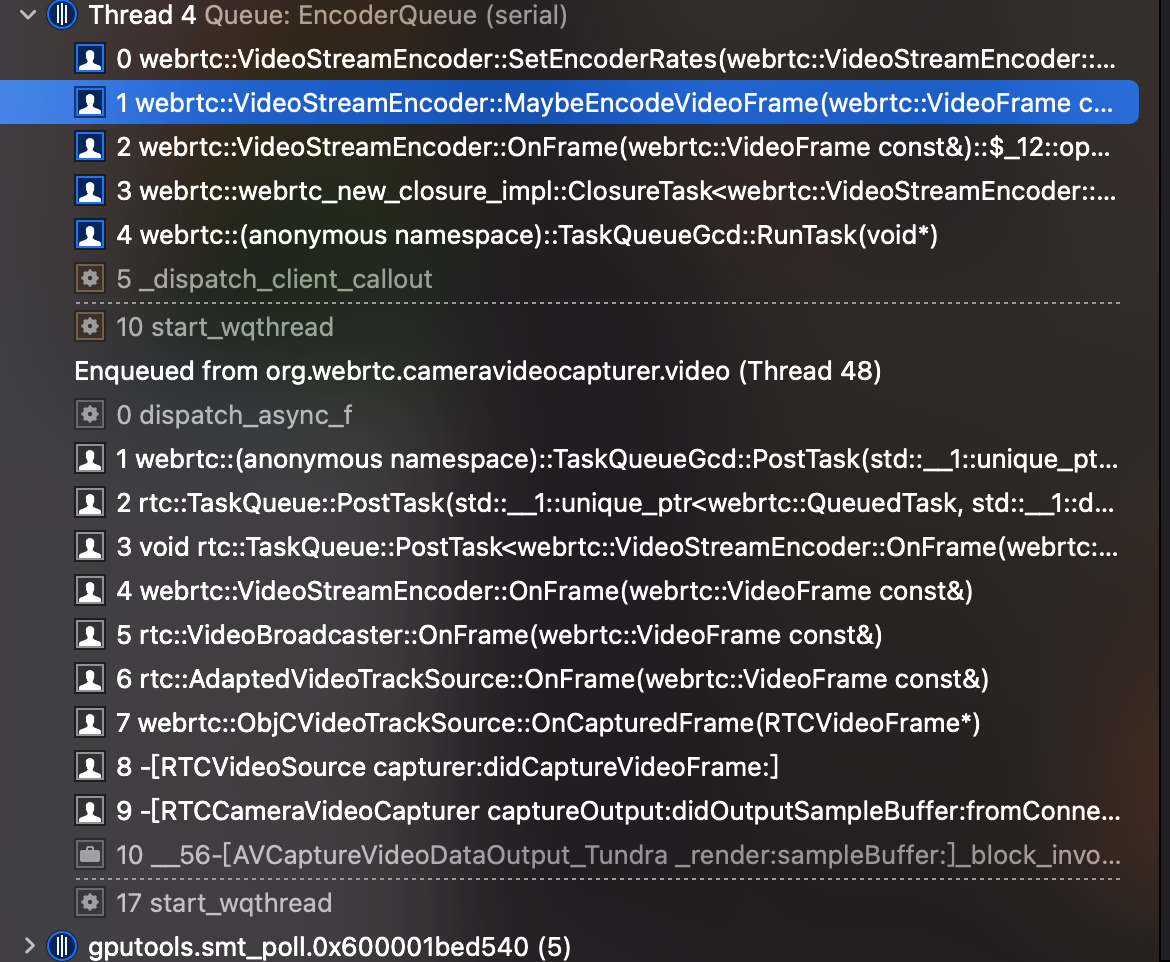 Thread 4 Queue: EncoderQueue (serial)
0 webrtc::VideoStreamEncoder::SetEncoderRates(webrtc::VideoStreamEncoder::...
1 webrtc::VideoStreamEncoder::MaybeEncodeVideoFrame(webrtc::VideoFrame c...
2 webrtc::VideoStreamEncoder::OnFrame(webrtc::VideoFrame const&)::$_12::op...
3 webrtc::webrtc_new_closure_impl::ClosureTask<webrtc::VideoStreamEncoder::...
4 webrtc::(anonymous namespace)::TaskQueueGcd::RunTask(void*)
5 _dispatch_client_callout
10 start_wqthread
Enqueued from org.webrtc.cameravideocapturer.video (Thread 48)
0 dispatch_async_f
1 webrtc::(anonymous namespace)::TaskQueueGcd::PostTask(std::__1::unique_pt...
2 rtc::TaskQueue::PostTask(std::__1::unique_ptr<webrtc::QueuedTask, std::__1::d...
3 void rtc::TaskQueue::PostTask<webrtc::VideoStreamEncoder::OnFrame(webrtc:...
4 webrtc::VideoStreamEncoder::OnFrame(webrtc::VideoFrame const&)
5 rtc::VideoBroadcaster::OnFrame(webrtc::VideoFrame const&)
6 rtc::AdaptedVideoTrackSource::OnFrame(webrtc::VideoFrame const&)
7 webrtc::ObjCVideoTrackSource::OnCapturedFrame(RTCVideoFrame*)
8 -[RTCVideoSource capturer:didCaptureVideoFrame:]
9 -[RTCCameraVideoCapturer captureOutput:didOutputSampleBuffer:fromConne...
10 __56-[AVCaptureVideoDataOutput_Tundra _render:sampleBuffer:]_block_invo...
17 start_wqthread
gputools.smt_poll.0x600001bed540 (5)